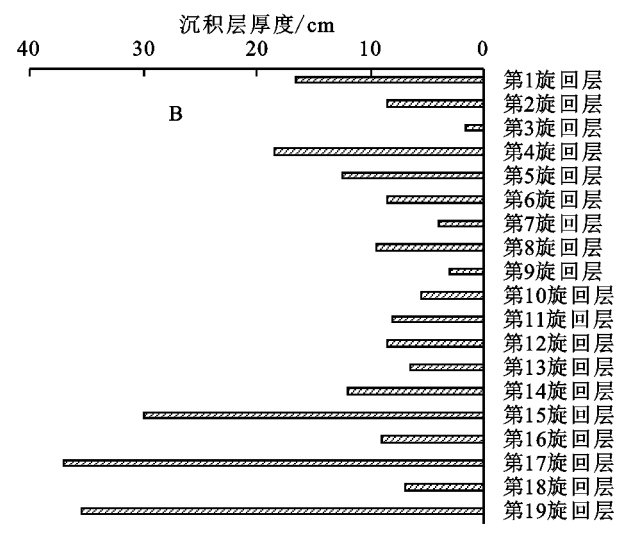 沉积层厚度/cm
40 30 20 10 0
B
第1旋回层
第2旋回层
第3旋回层
第4旋回层
第5旋回层
第6旋回层
第7旋回层
第8旋回层
第9旋回层
第10旋回层
第11旋回层
第12旋回层
第13旋回层
第14旋回层
第15旋回层
第16旋回层
第17旋回层
第18旋回层
第19旋回层